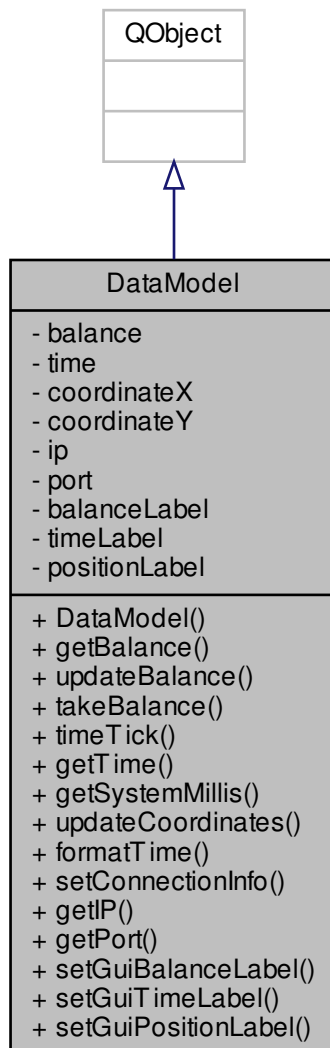 QObject
DataModel
- balance
- time
- coordinateX
- coordinateY
- ip
- port
- balanceLabel
- timeLabel
- positionLabel
+ DataModel()
+ getBalance()
+ updateBalance()
+ takeBalance()
+ timeTick()
+ getTime()
+ getSystemMillis()
+ updateCoordinates()
+ formatTime()
+ setConnectionInfo()
+ getIP()
+ getPort()
+ setGuiBalanceLabel()
+ setGuiTimeLabel()
+ setGuiPositionLabel()